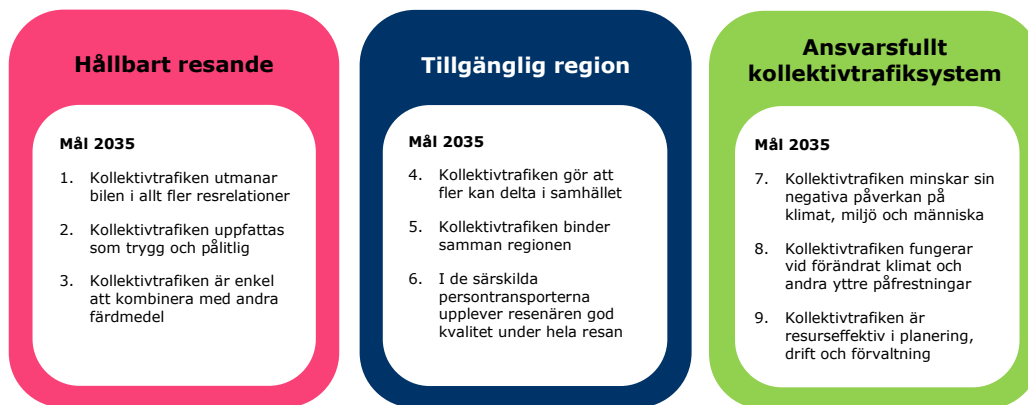 Hållbart resande
Mål 2035
1. Kollektivtrafiken utmanar
bilen i allt fler resrelationer
2. Kollektivtrafiken uppfattas
som trygg och pålitlig
3. Kollektivtrafiken är enkel
att kombinera med andra
färdmedel
Tillgänglig region
Mål 2035
4. Kollektivtrafiken gör att
fler kan delta i samhället
5. Kollektivtrafiken binder
samman regionen
6. I de särskilda
persontransporterna
upplever resenären god
kvalitet under hela resan
Ansvarsfullt
kollektivtrafiksystem
Mål 2035
7. Kollektivtrafiken minskar sin
negativa påverkan på
klimat, miljö och människa
8. Kollektivtrafiken fungerar
vid förändrat klimat och
andra yttre påfrestningar
9. Kollektivtrafiken är
resurseffektiv i planering,
drift och förvaltning